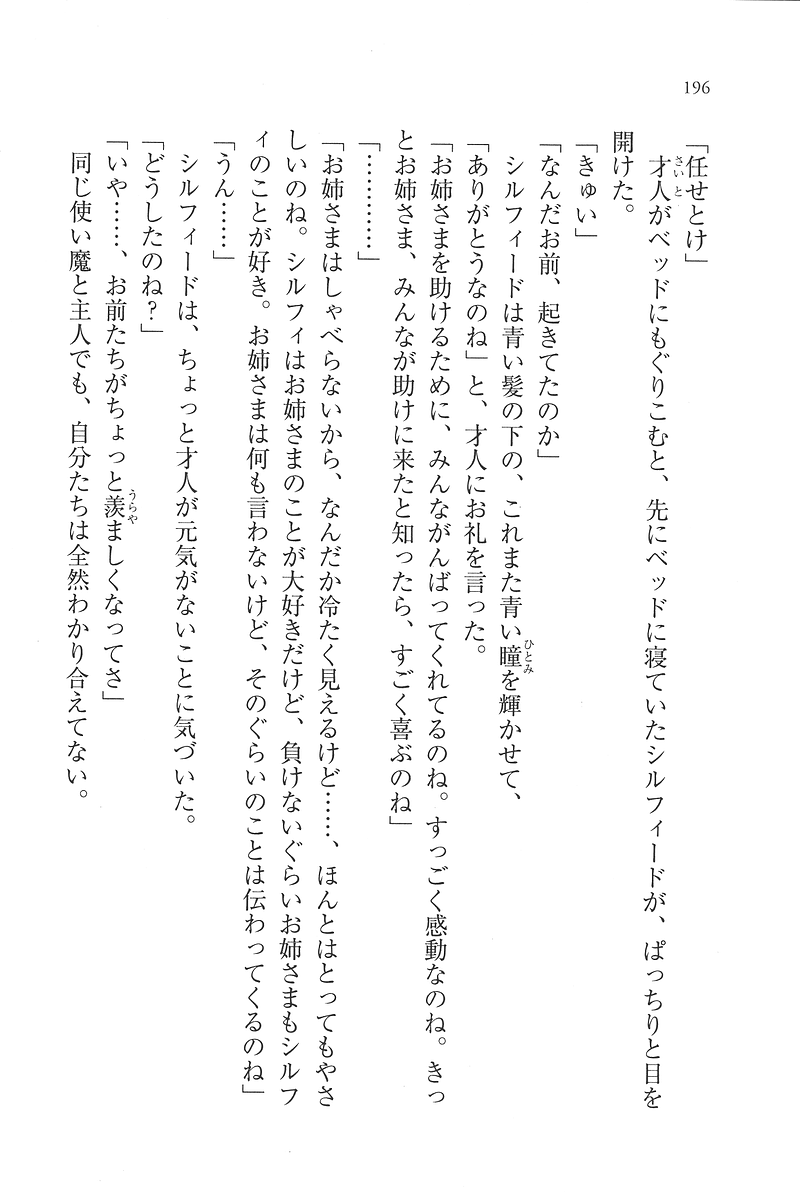 196
「任せとけ」
　才人がベッドにもぐりこむと、先にベッドに寝ていたシルフィードが、ぱっちりと目を
開けた。
「きゅい」
「なんだお前、起きてたのか」
　シルフィードは青い髪の下の、これまた青い瞳を輝かせて、
「ありがとうなのね」と、才人にお礼を言った。
「お姉さまを助けるために、みんながんばってくれてるのね。すっごく感動なのね。きっ
とお姉さま、みんなが助けに来たと知ったら、すごく喜ぶのね」
「…………」
「お姉さまはしゃべらないから、なんだか冷たく見えるけど……、ほんとはとってもやさ
しいのね。シルフィはお姉さまのことが大好きだけど、負けないぐらいお姉さまもシルフ
ィのことが好き。お姉さまは何も言わないけど、そのぐらいのことは伝わってくるのね」
「うん……」
　シルフィードは、ちょっと才人が元気がないことに気づいた。
「どうしたのね？」
「いや……、お前たちがちょっと羨ましくなってさ」
　同じ使い魔と主人でも、自分たちは全然わかり合えてない。
さいと
ひとみ
うらや